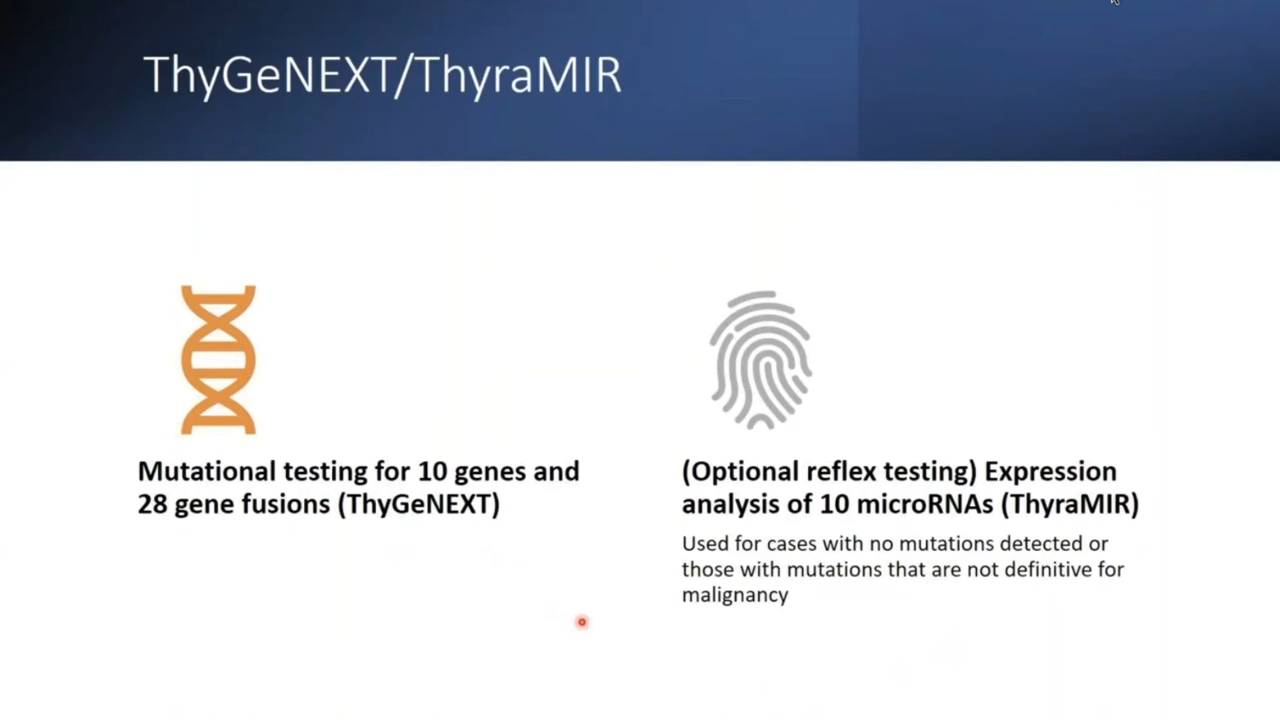 ThyGeNEXT/ThyraMIR
Mutational testing for 10 genes and
28 gene fusions (ThyGeNEXT)
(Optional reflex testing) Expression
analysis of 10 microRNAs (ThyraMIR)
Used for cases with no mutations detected or
those with mutations that are not definitive for
malignancy